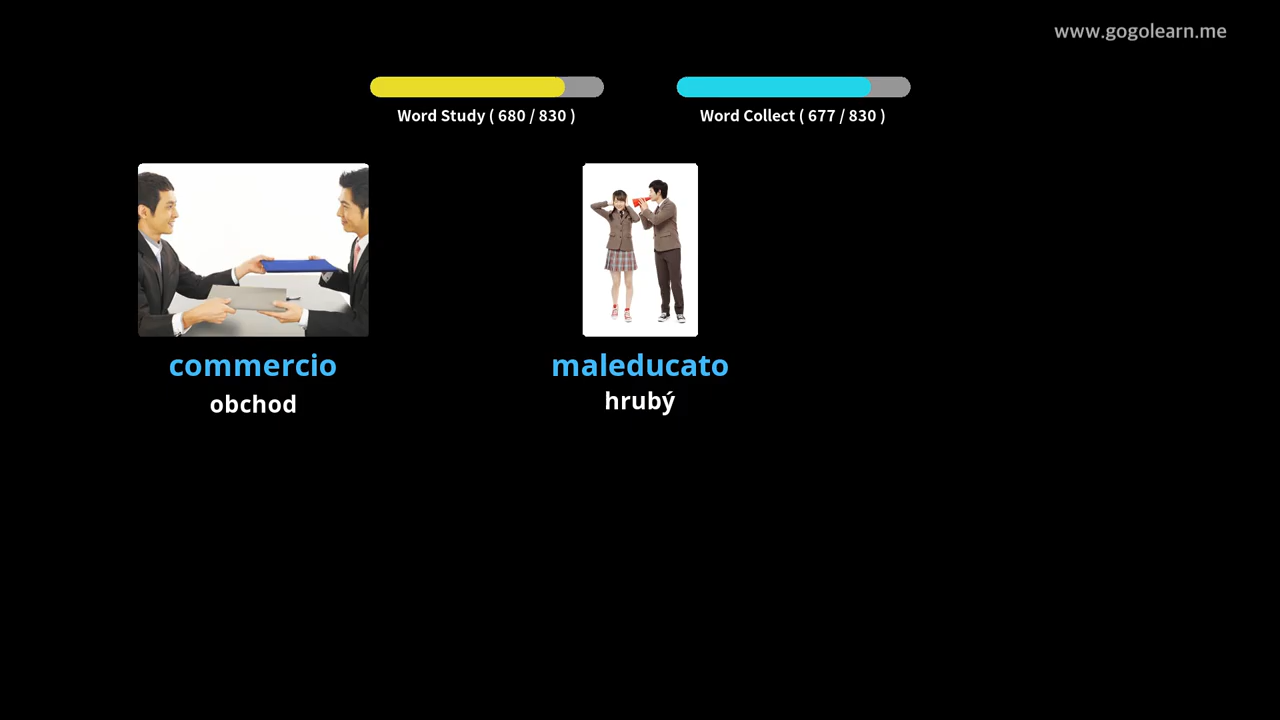 www.gogolearn.me
Word Study ( 680 / 830 )
Word Collect ( 677 / 830 )
commercio
obchod
maleducato
hrubý